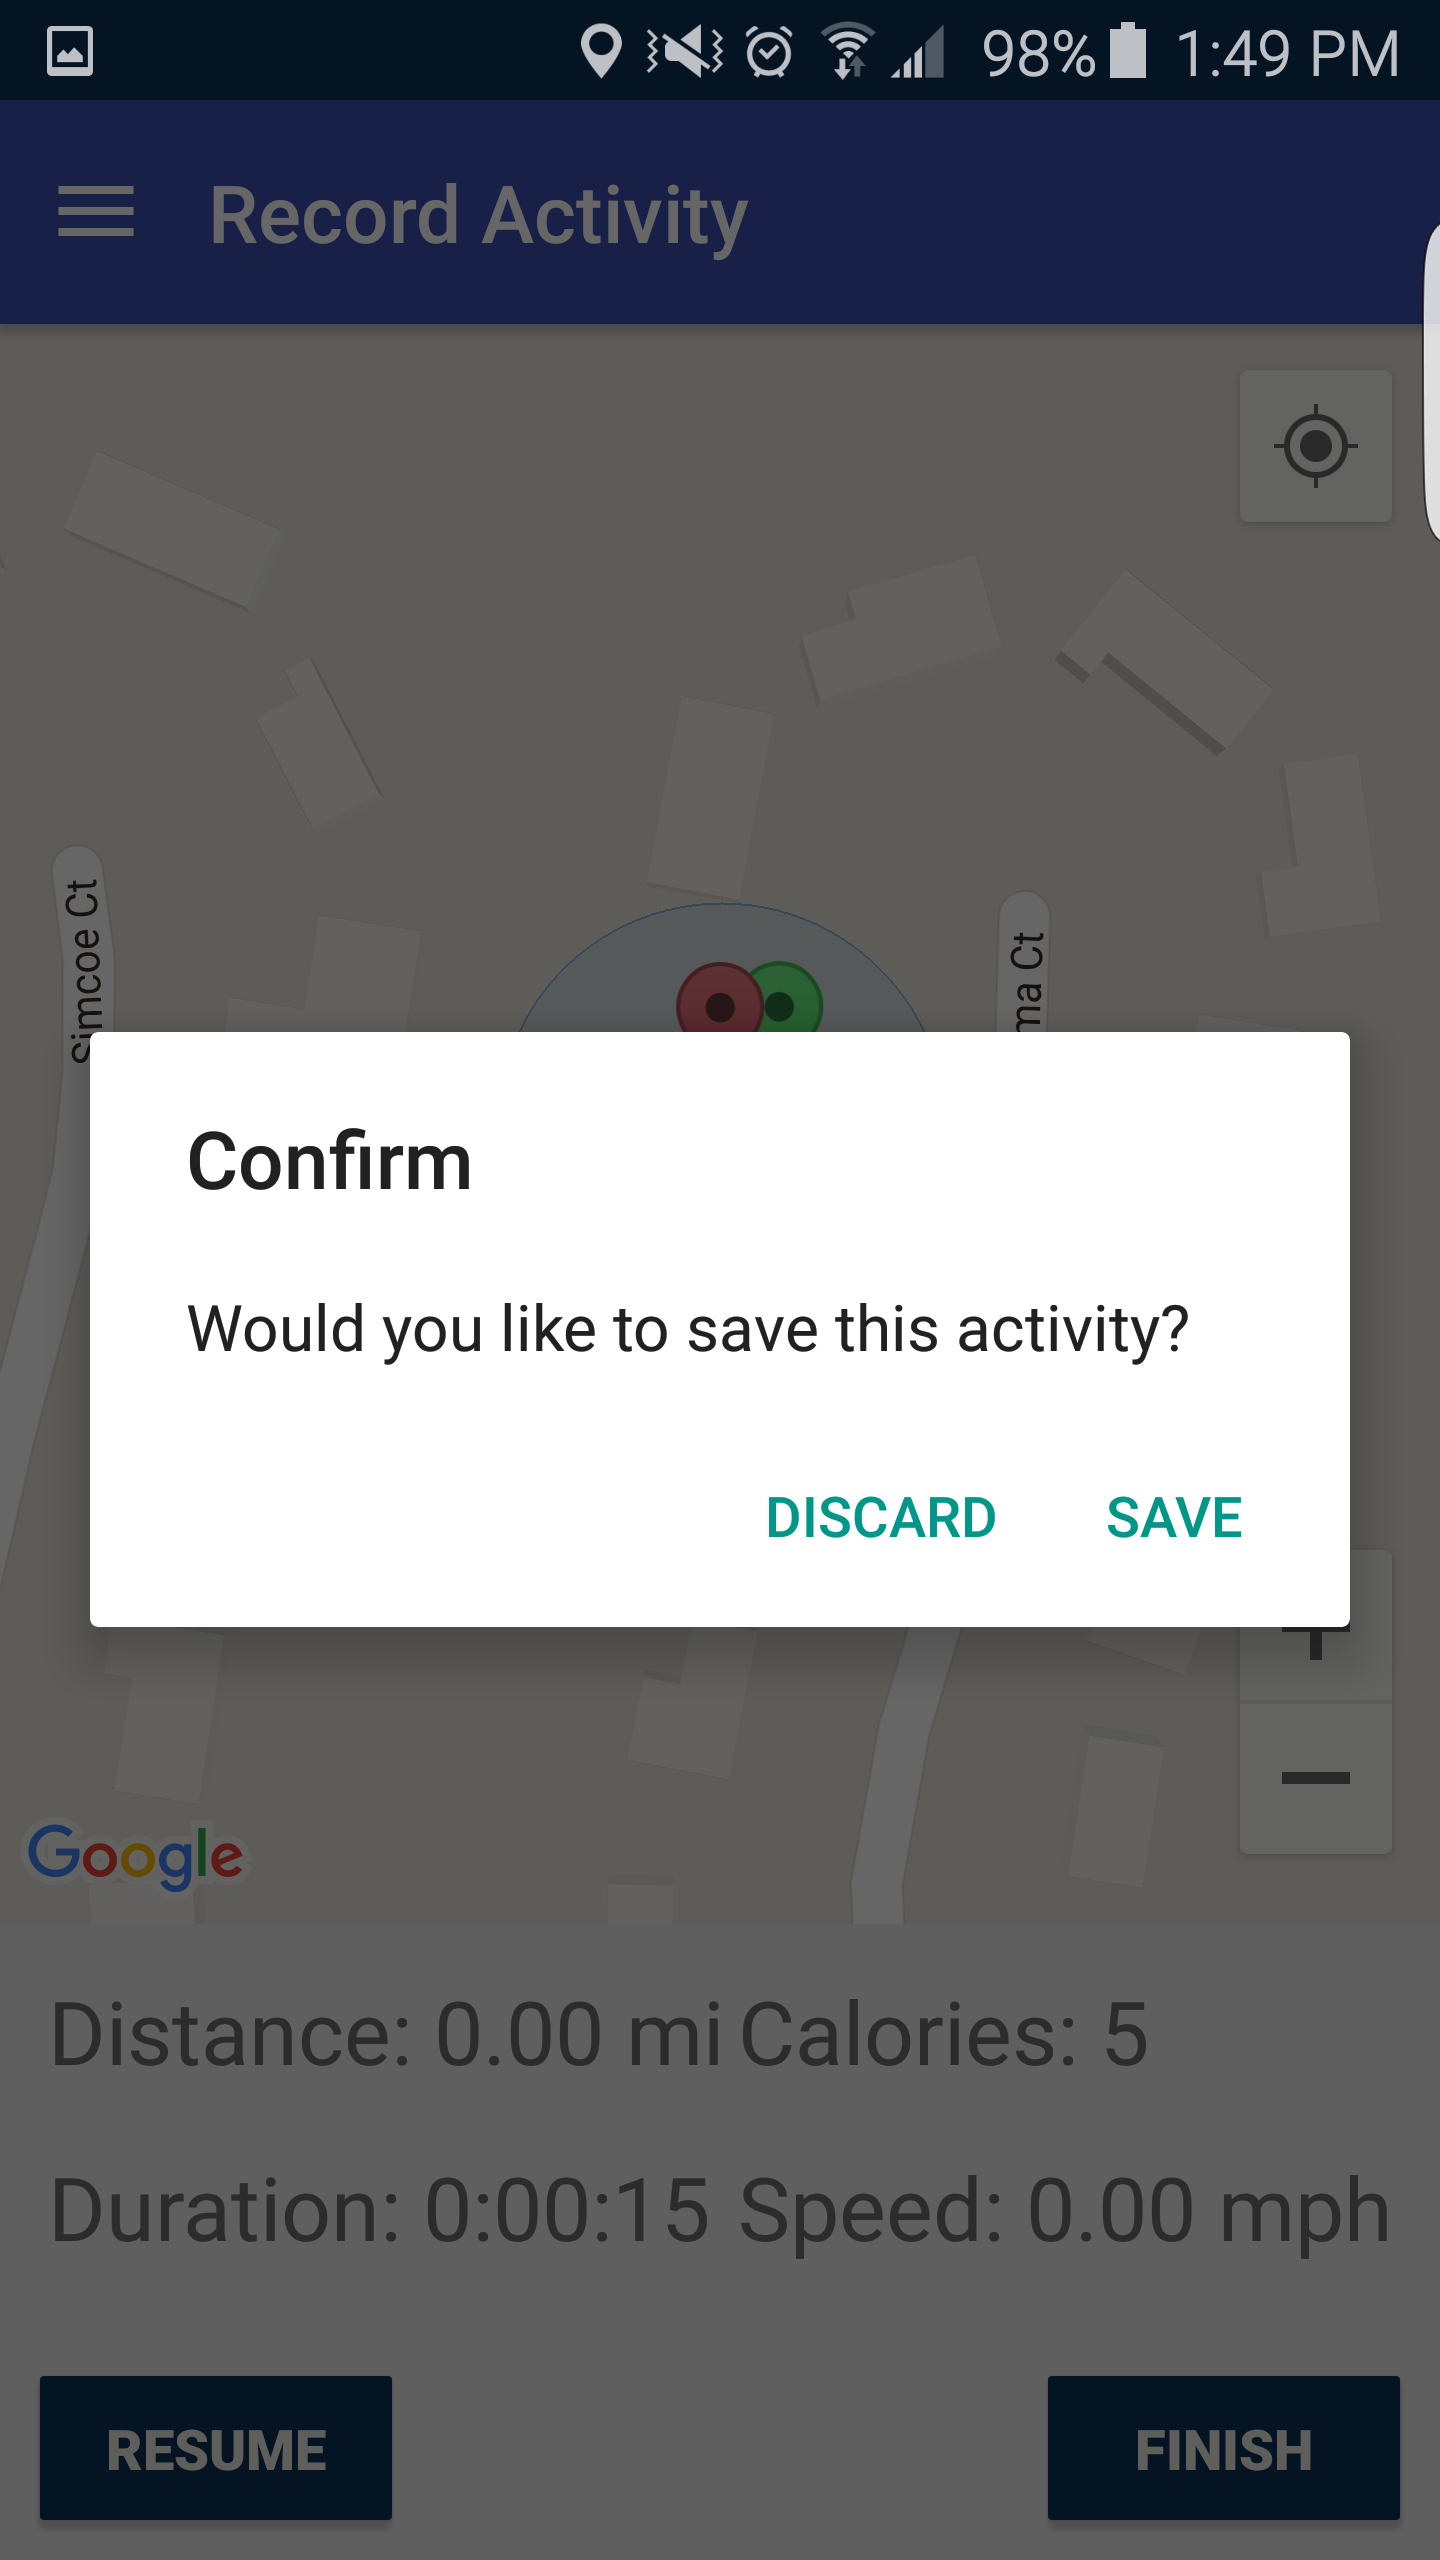 98% 1:49 PM
Record Activity
Simcoe Ct
ma Ct
Confirm
Would you like to save this activity?
DISCARD SAVE
Google
Distance: 0.00 mi Calories: 5
Duration: 0:00:15 Speed: 0.00 mph
RESUME FINISH